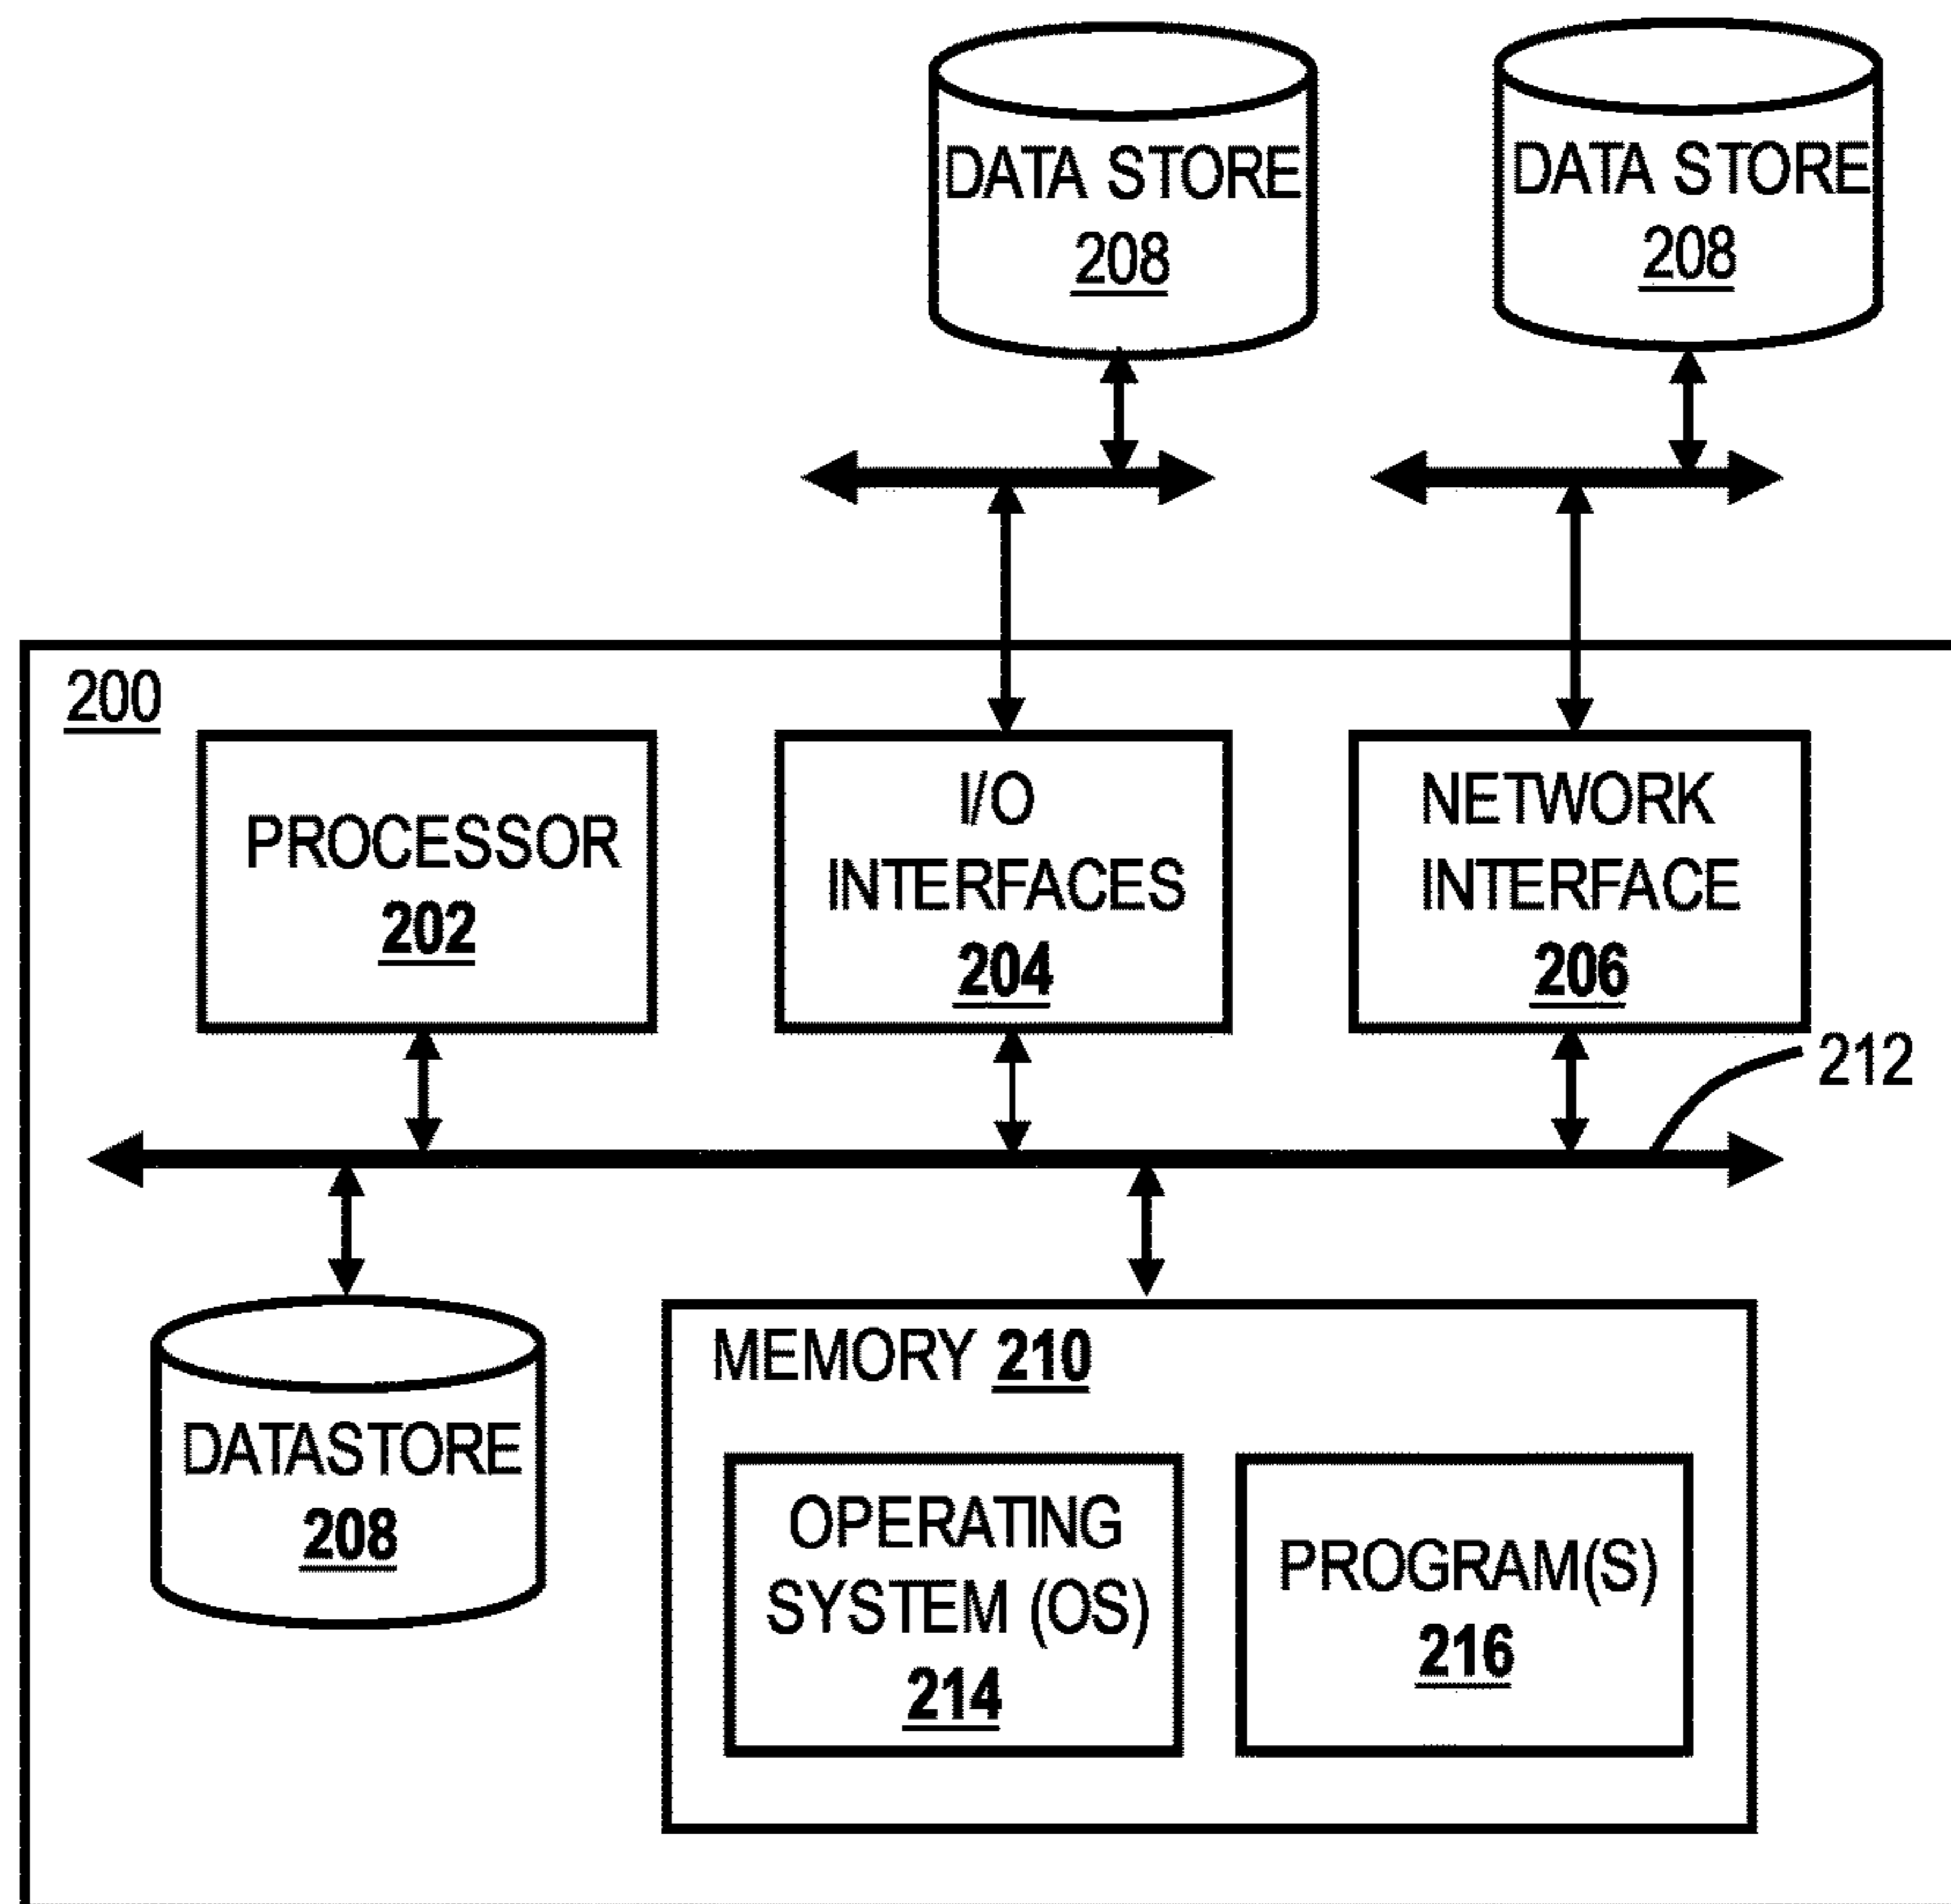 DATA STORE
208
DATA STORE
208
200
PROCESSOR
202
I/O
INTERFACES
204
NETWORK
INTERFACE
206
212
DATASTORE
208
MEMORY 210
OPERATING
SYSTEM (OS)
214
PROGRAM(S)
216